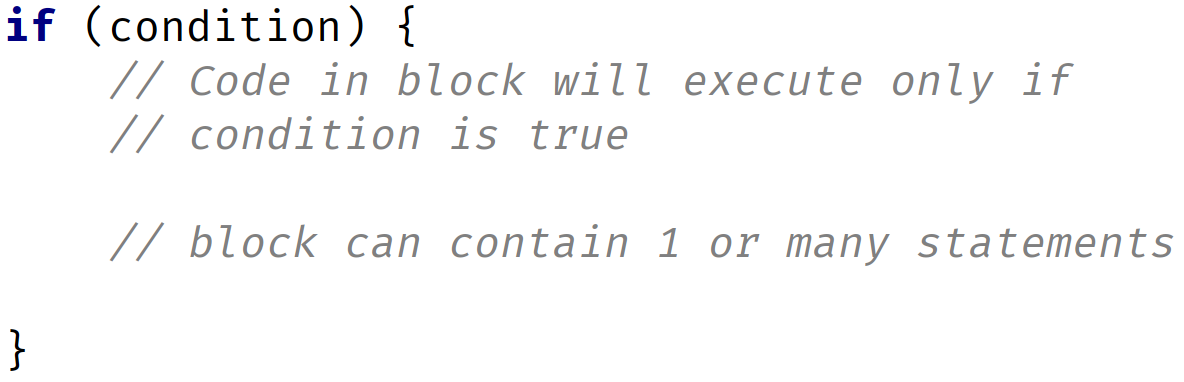 if (condition) {
    // Code in block will execute only if
    // condition is true
    // block can contain 1 or many statements
}